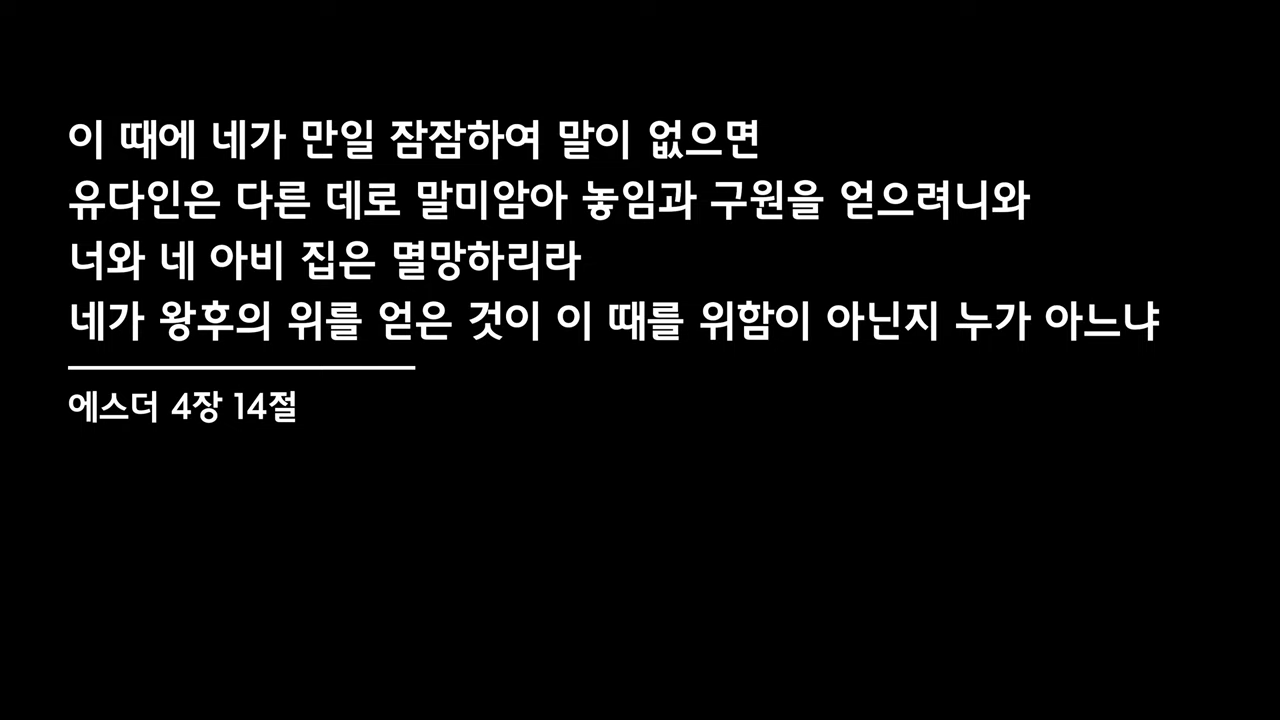 이 때에 네가 만일 잠잠하여 말이 없으면
유다인은 다른 데로 말미암아 놓임과 구원을 얻으려니와
너와 네 아비 집은 멸망하리라
네가 왕후의 위를 얻은 것이 이 때를 위함이 아닌지 누가 아느냐
에스더 4장 14절